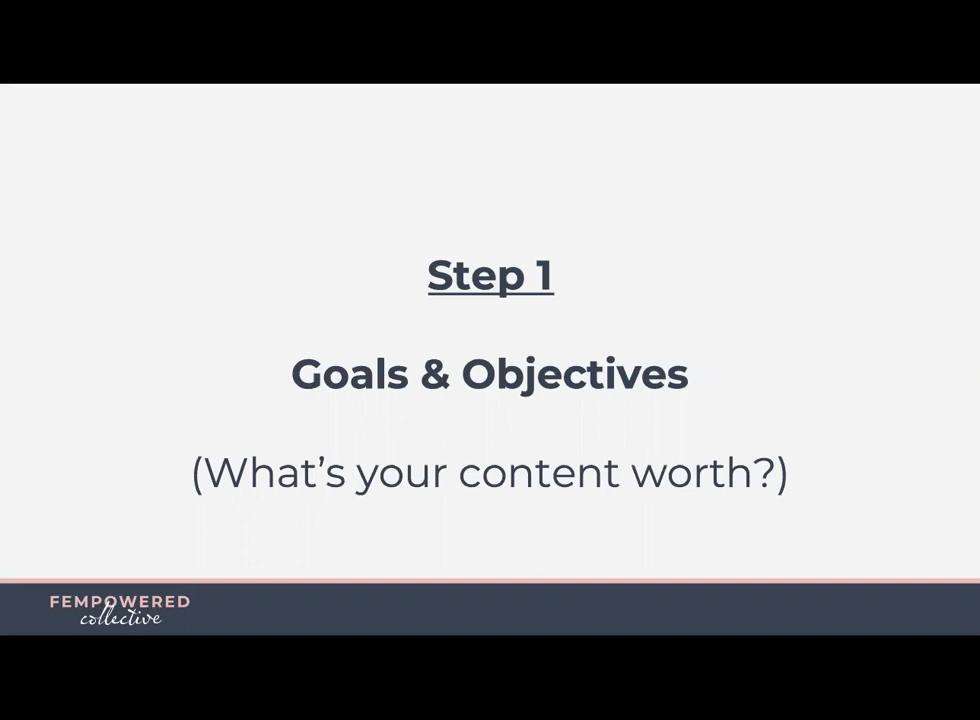 Step 1
Goals & Objectives
(What’s your content worth?)
FEMPOWERED
collective